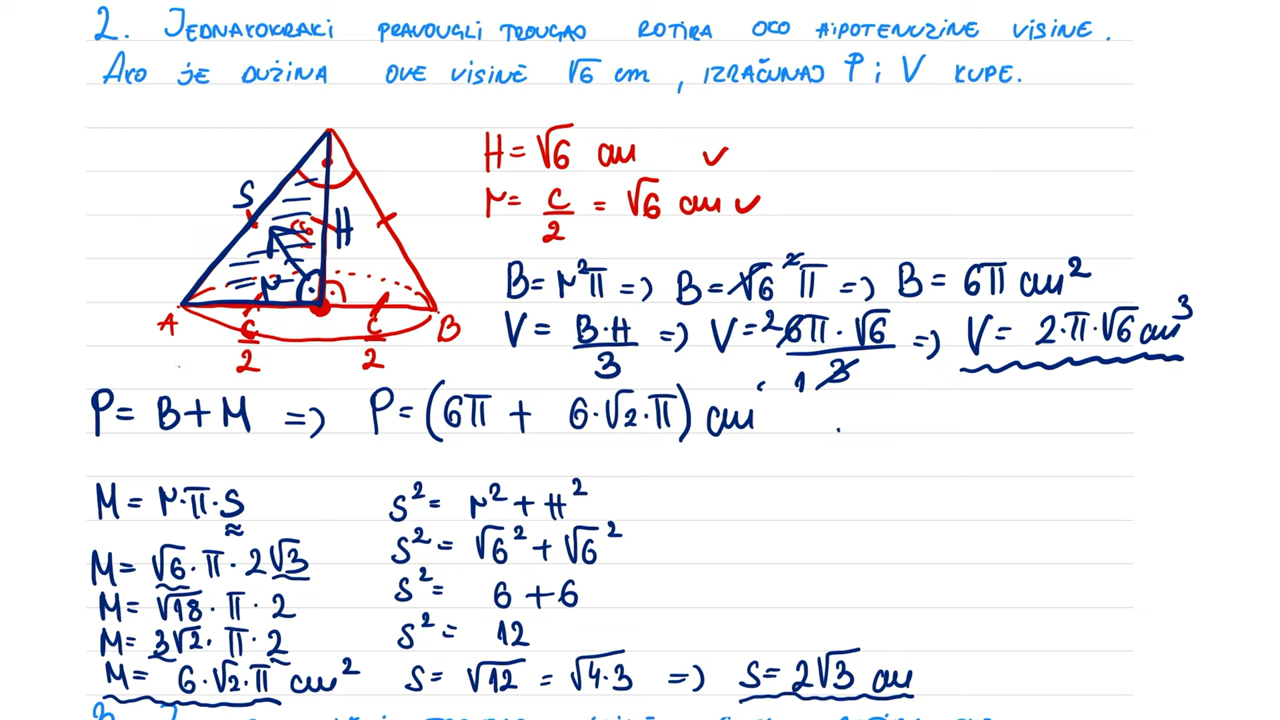 2. JEDNAKOKRAKI PRAVOUGLI TROUGAO ROTIRA OKO HIPOTENUZINE VISINE.
AKO JE DUŽINA OVE VISINE √6 cm, IZRAČUNAJ P i V KUPE.
H = √6 cm ✓
r = c/2 = √6 cm ✓
S
H
r
A
c/2
c/2
B
B = r²π => B = √6²π => B = 6π cm²
V = B·H/3 => V = 6π·√6/3 => V = 2·π·√6 cm³
2
1
P = B + M => P = (6π + 6·√2·π) cm
M = r·π·S
M = √6·π·2√3
M = √18·π·2
M = 3√2·π·2
M = 6·√2·π cm²
S² = r² + H²
S² = √6² + √6²
S² = 6 + 6
S² = 12
S = √12 = √4·3 => S = 2√3 cm